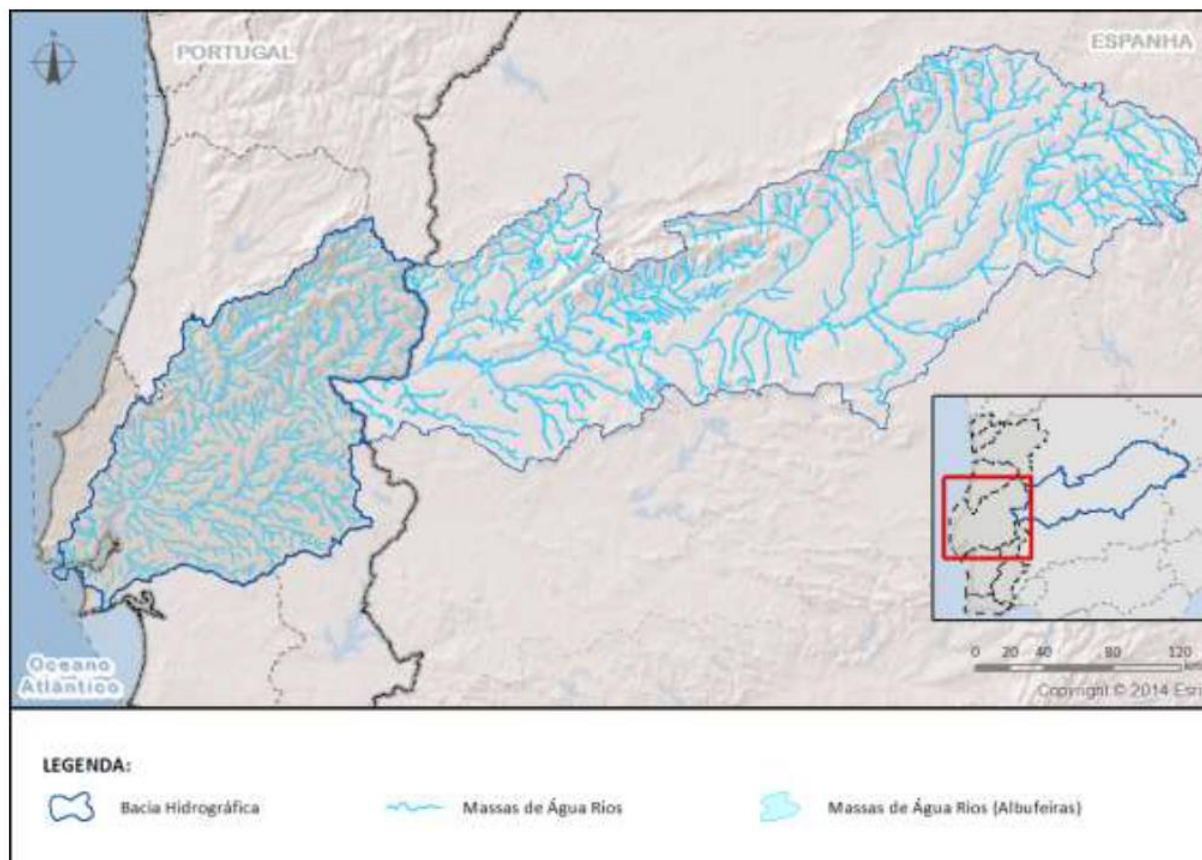 N
PORTUGAL
ESPANHA
Oceano
Atlântico
0 20 40 80 120
Copyright © 2014 Esri
LEGENDA:
Bacia Hidrográfica
Massas de Água Rios
Massas de Água Rios (Albufeiras)